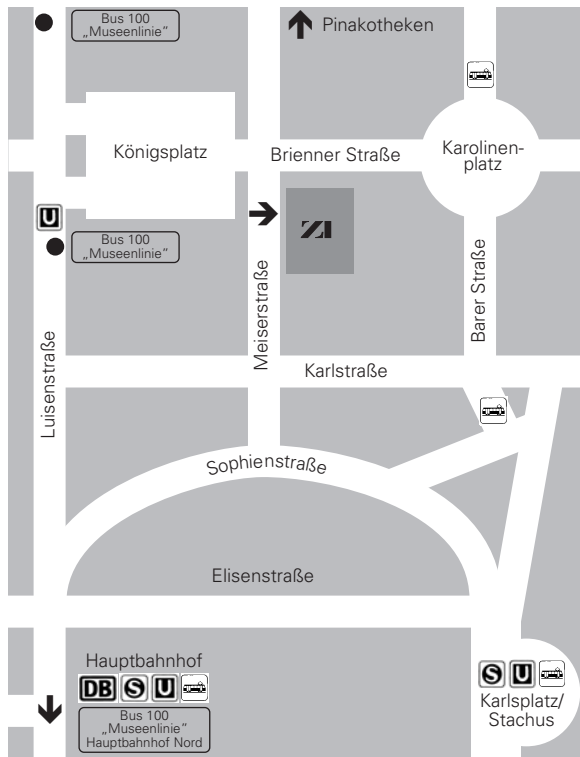 Bus 100
„Museenlinie“
Pinakotheken
Königsplatz
Brienner Straße
Karolinen-
platz
U
ZI
Bus 100
„Museenlinie“
Meiserstraße
Barer Straße
Luisenstraße
Karlstraße
Sophienstraße
Elisenstraße
Hauptbahnhof
DB S U
Bus 100
„Museenlinie“
Hauptbahnhof Nord
S U
Karlsplatz/
Stachus